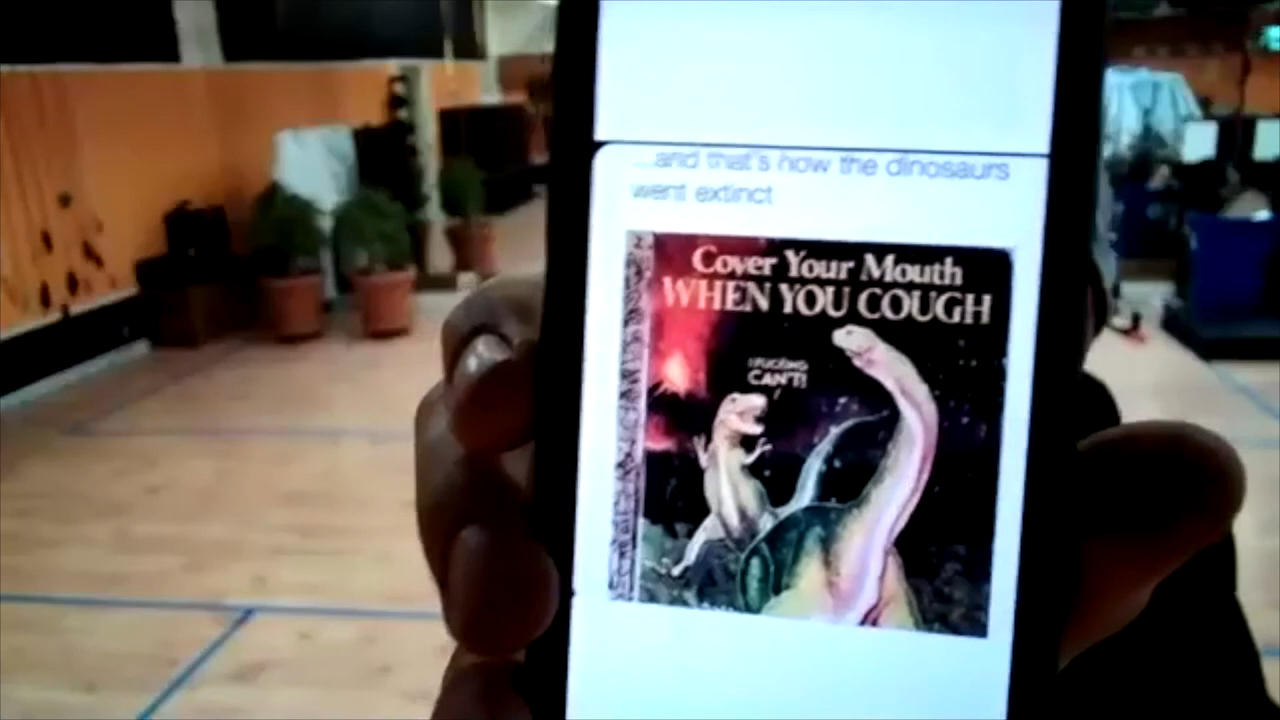 ...and that's how the dinosaurs
went extinct
Cover Your Mouth
WHEN YOU COUGH
I FUCKING
CAN'T!